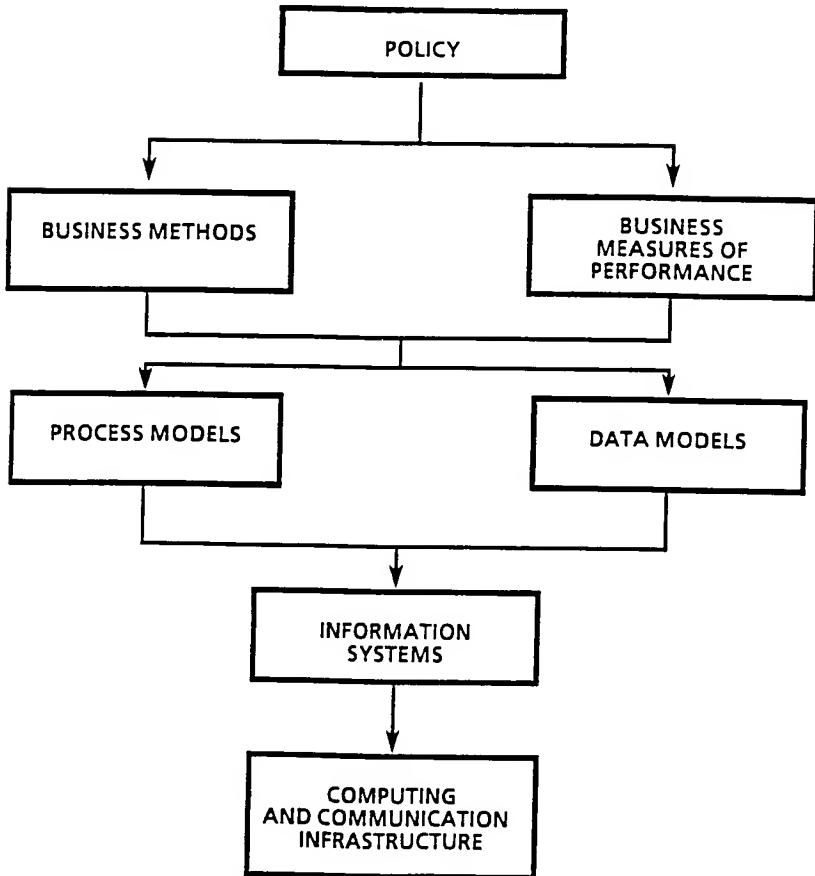 POLICY
BUSINESS METHODS
BUSINESS
MEASURES OF
PERFORMANCE
PROCESS MODELS
DATA MODELS
INFORMATION
SYSTEMS
COMPUTING
AND COMMUNICATION
INFRASTRUCTURE